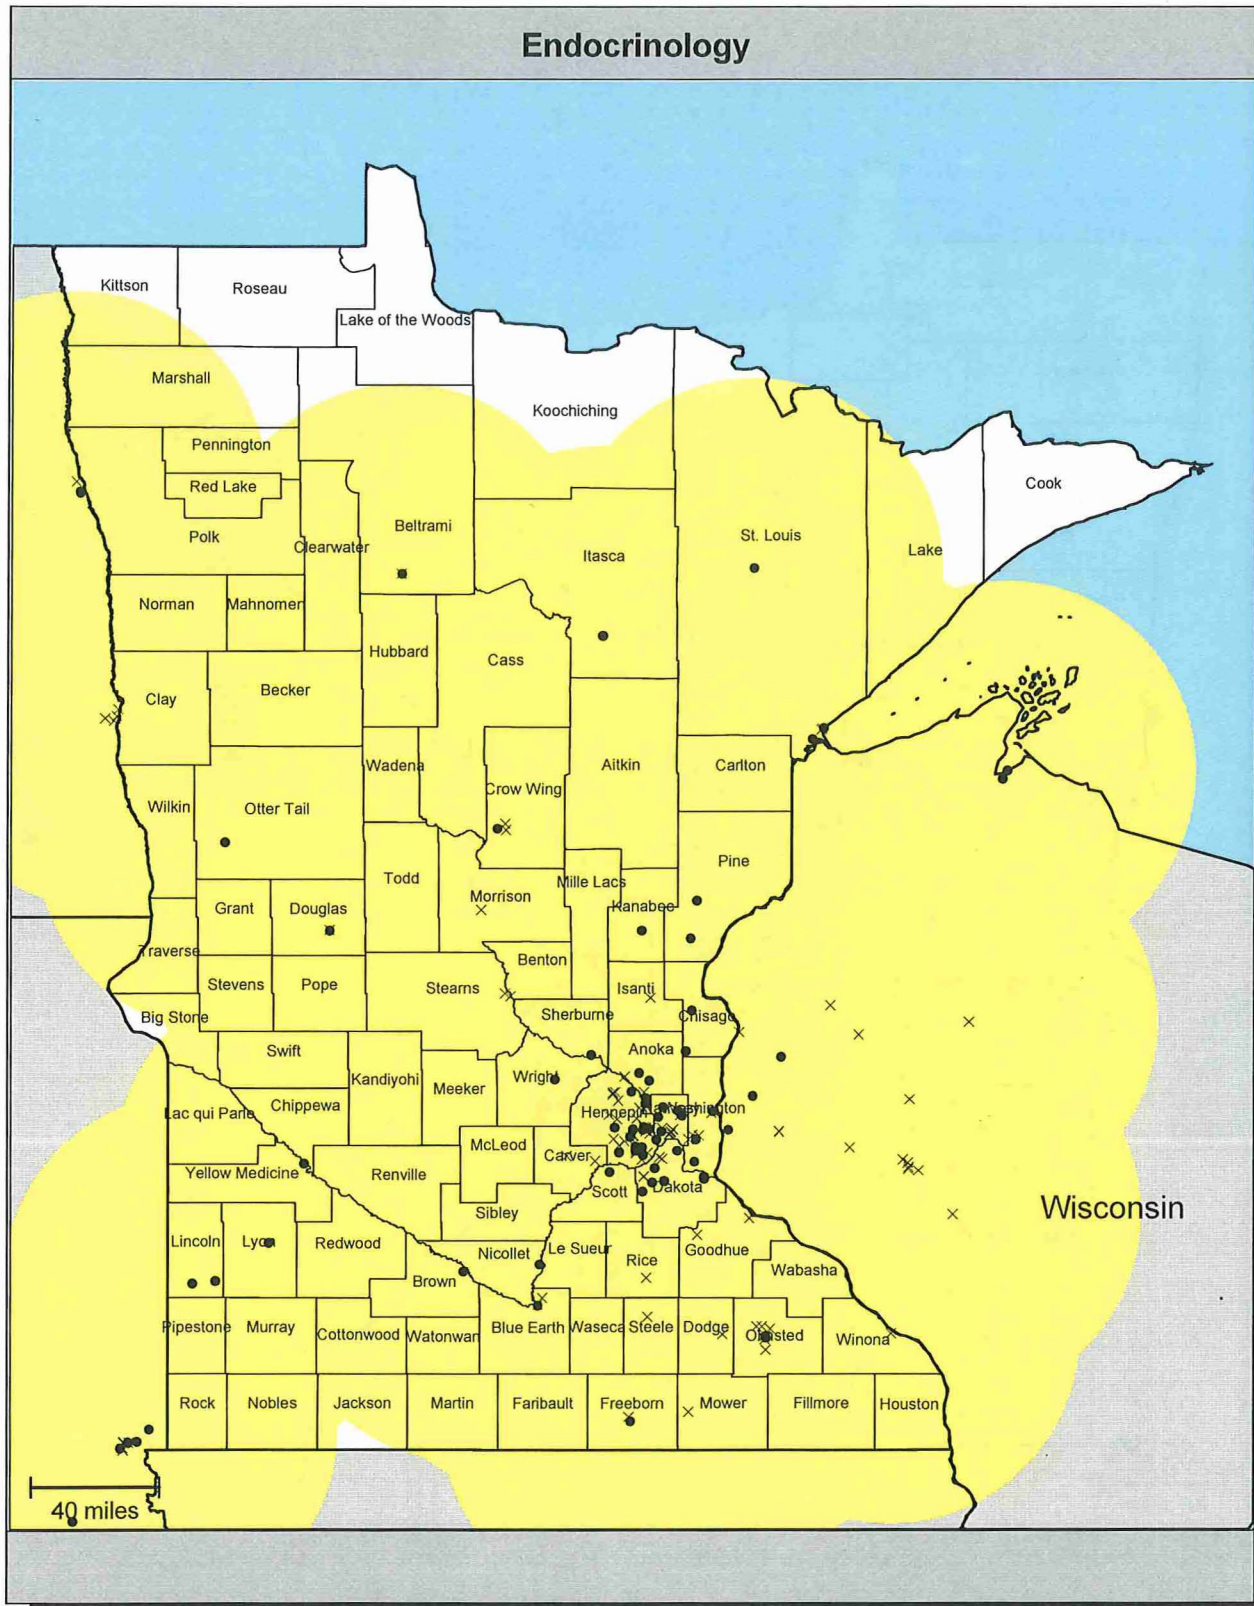 Endocrinology
Kittson
Roseau
Lake of the Woods
Marshall
Koochiching
Pennington
Red Lake
Cook
Polk
Clearwater
Beltrami
Itasca
St. Louis
Lake
Norman
Mahnomen
Hubbard
Cass
Clay
Becker
Wadena
Crow Wing
Aitkin
Carlton
Wilkin
Otter Tail
Pine
Todd
Mille Lacs
Morrison
Kanabec
Grant
Douglas
Traverse
Benton
Stevens
Pope
Stearns
Isanti
Big Stone
Sherburne
Chisago
Swift
Anoka
Kandiyohi
Meeker
Wright
Lac qui Parle
Chippewa
Hennepin
Washington
McLeod
Carver
Yellow Medicine
Renville
Scott
Dakota
Wisconsin
Sibley
Lincoln
Lyon
Redwood
Nicollet
Le Sueur
Rice
Goodhue
Wabasha
Brown
Pipestone
Murray
Cottonwood
Watonwan
Blue Earth
Waseca
Steele
Dodge
Olmsted
Winona
Rock
Nobles
Jackson
Martin
Faribault
Freeborn
Mower
Fillmore
Houston
40 miles